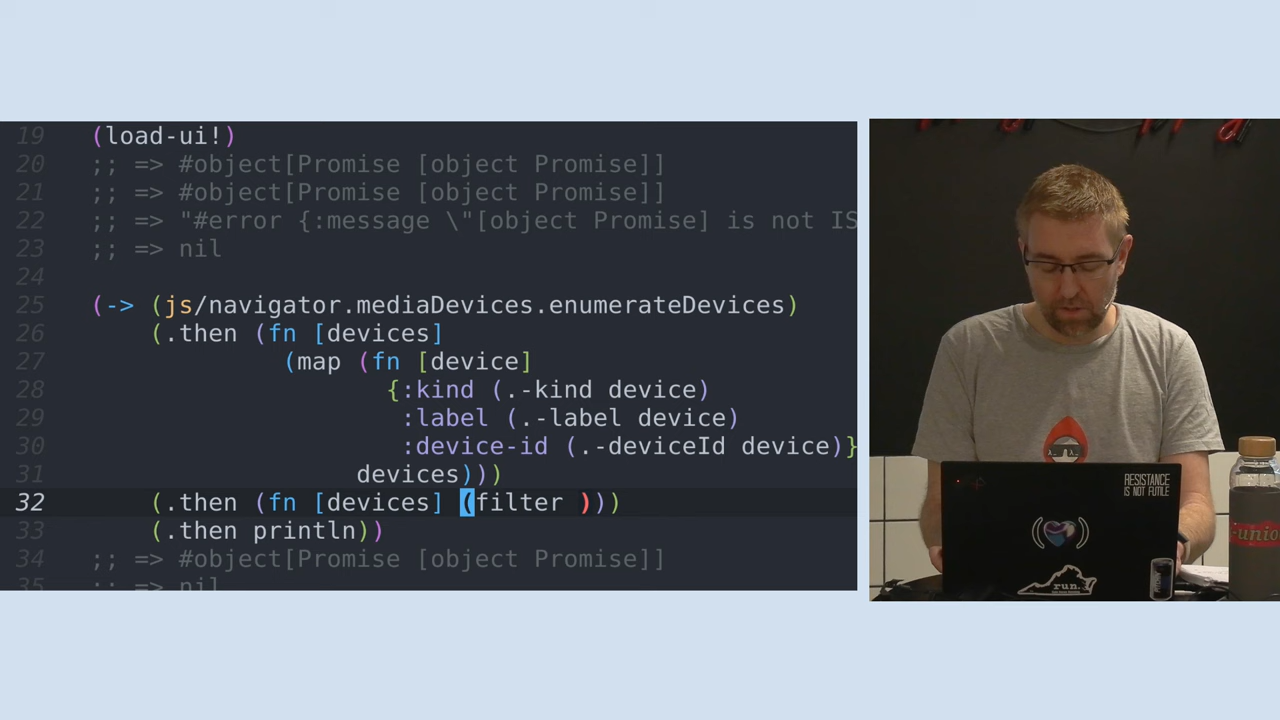 19 (load-ui!)
20 ;; => #object[Promise [object Promise]]
21 ;; => #object[Promise [object Promise]]
22 ;; => "#error {:message \"[object Promise] is not IS
23 ;; => nil
24
25 (-> (js/navigator.mediaDevices.enumerateDevices)
26 (.then (fn [devices]
27 (map (fn [device]
28 {:kind (.-kind device)
29 :label (.-label device)
30 :device-id (.-deviceId device)}
31 devices)))
32 (.then (fn [devices] (filter )))
33 (.then println))
34 ;; => #object[Promise [object Promise]]
35 ;; => nil
RESISTANCE
IS NOT FUTILE
run.